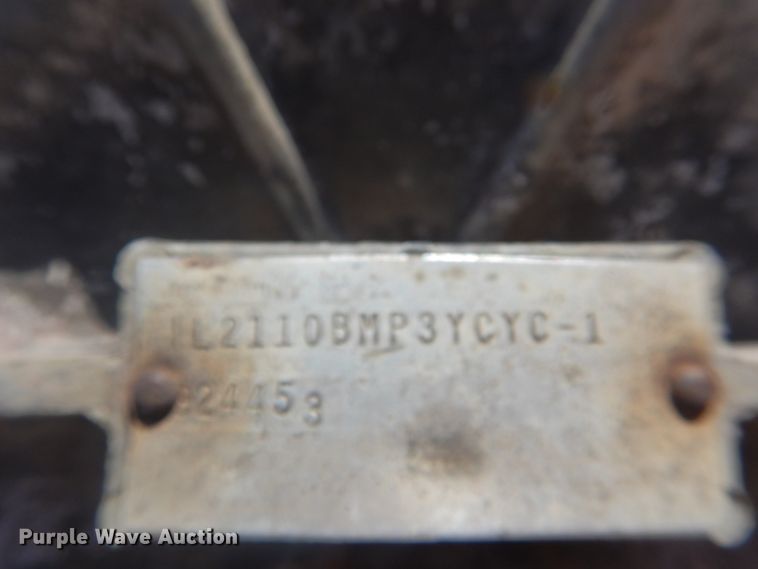 L2110BMP3YCYC-1
24453
Purple Wave Auction